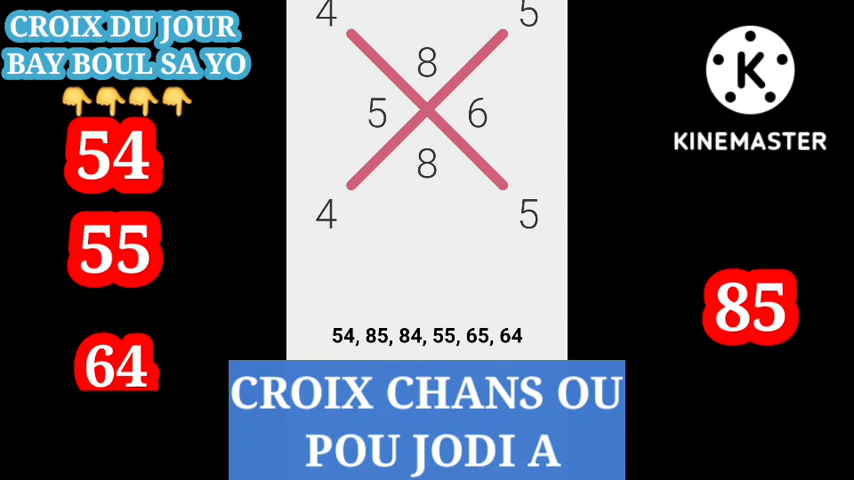 CROIX DU JOUR
BAY BOUL SA YO
54
55
64
4 5
8
5 6
8
4 5
54, 85, 84, 55, 65, 64
CROIX CHANS OU
POU JODI A
K
KINEMASTER
85